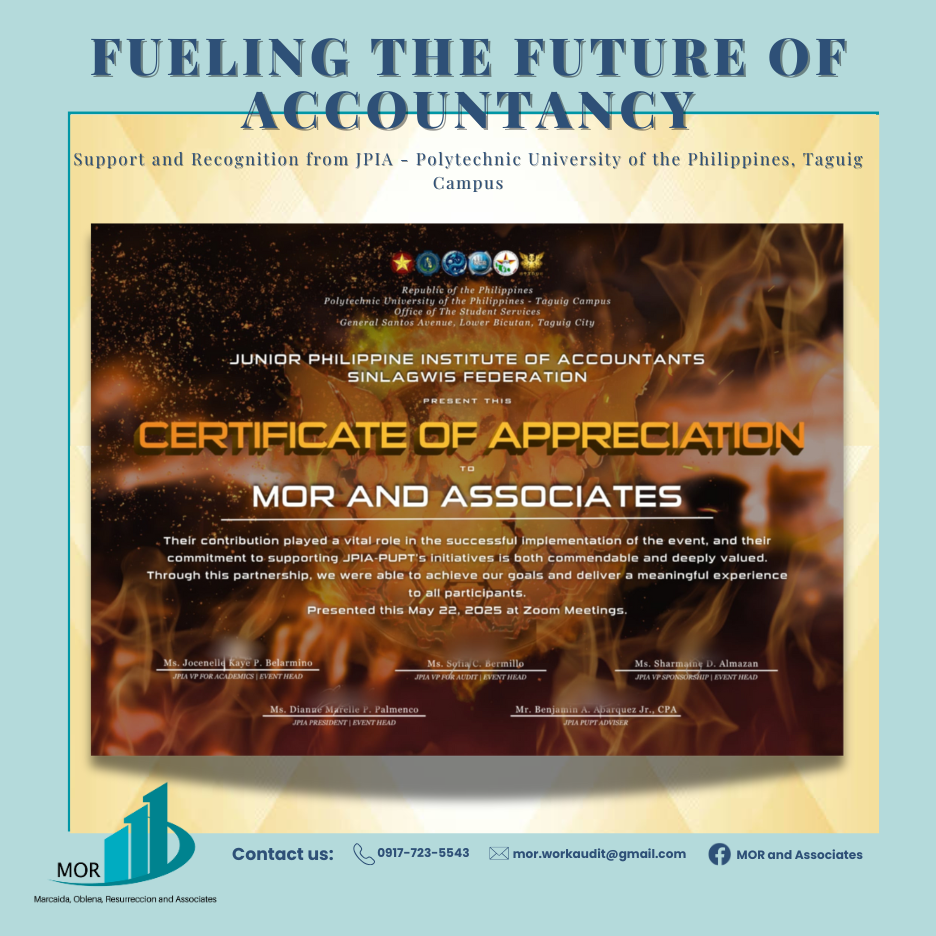 FUELING THE FUTURE OF
ACCOUNTANCY
Support and Recognition from JPIA - Polytechnic University of the Philippines, Taguig
Campus
Republic of the Philippines
Polytechnic University of the Philippines - Taguig Campus
Office of The Student Services
General Santos Avenue, Lower Bicutan, Taguig City
JUNIOR PHILIPPINE INSTITUTE OF ACCOUNTANTS
SINLAGWIS FEDERATION
PRESENT THIS
CERTIFICATE OF APPRECIATION
TO
MOR AND ASSOCIATES
Their contribution played a vital role in the successful implementation of the event, and their
commitment to supporting JPIA-PUPT's initiatives is both commendable and deeply valued.
Through this partnership, we were able to achieve our goals and deliver a meaningful experience
to all participants.
Presented this May 22, 2025 at Zoom Meetings.
Ms. Jocenelle Kaye P. Belarmino
JPIA VP FOR ACADEMICS | EVENT HEAD
Ms. Sofia C. Bermillo
JPIA VP FOR AUDIT | EVENT HEAD
Ms. Sharmaine D. Almazan
JPIA VP SPONSORSHIP | EVENT HEAD
Ms. Dianne Marelle P. Palmenco
JPIA PRESIDENT | EVENT HEAD
Mr. Benjamin A. Abarquez Jr., CPA
JPIA PUPT ADVISER
MOR
Marcaida, Oblena, Resurreccion and Associates
Contact us:
0917-723-5543
mor.workaudit@gmail.com
MOR and Associates